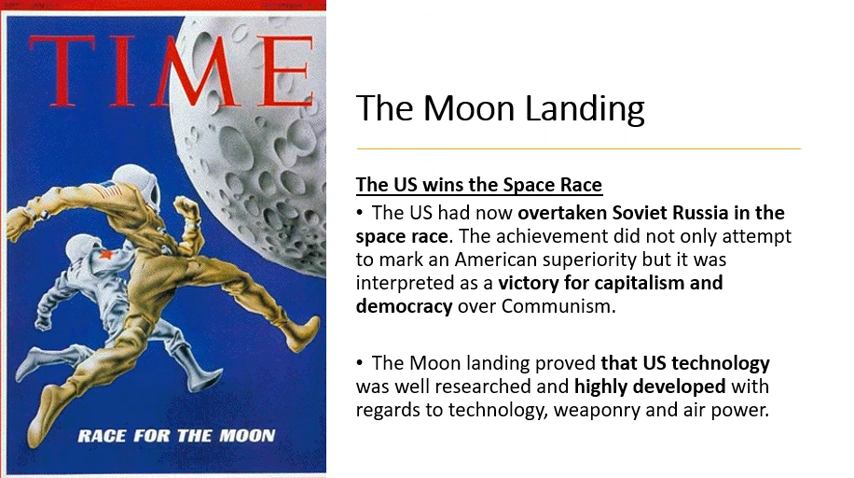 TIME
RACE FOR THE MOON
The Moon Landing
The US wins the Space Race
• The US had now overtaken Soviet Russia in the
space race. The achievement did not only attempt
to mark an American superiority but it was
interpreted as a victory for capitalism and
democracy over Communism.
• The Moon landing proved that US technology
was well researched and highly developed with
regards to technology, weaponry and air power.